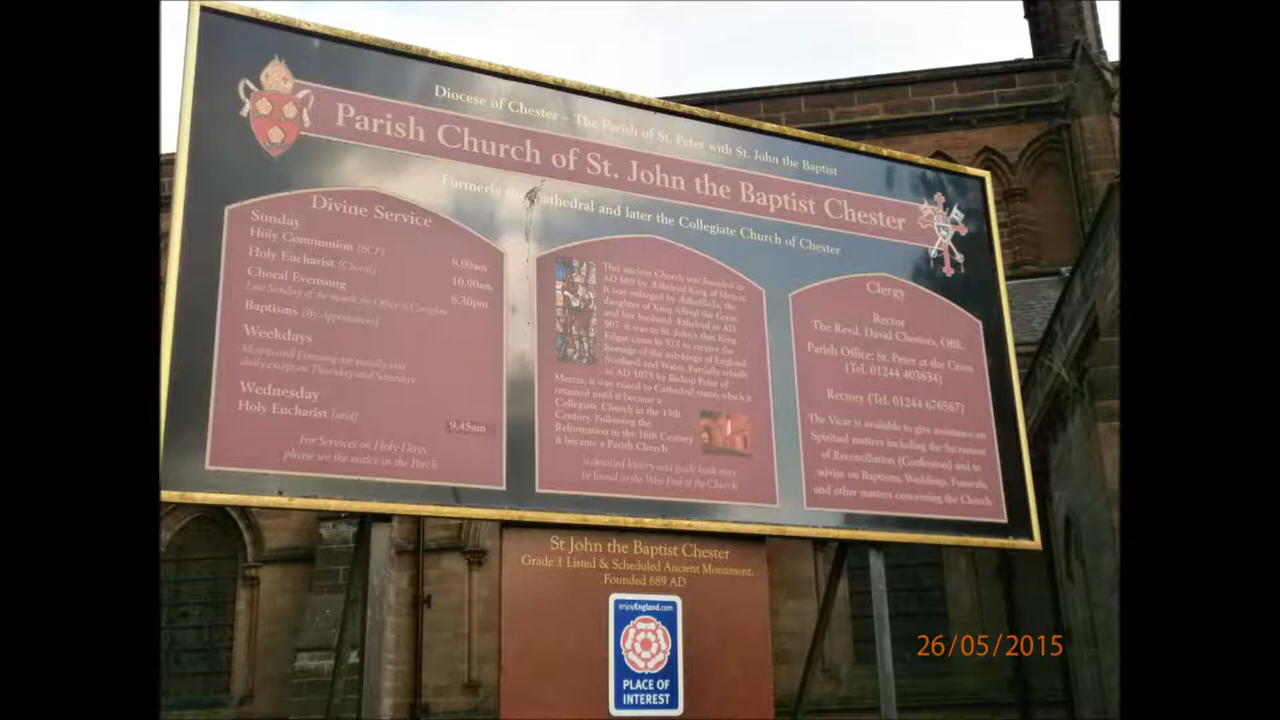 Diocese of Chester – The Parish of St. Peter with St. John the Baptist
Parish Church of St. John the Baptist Chester
Formerly the Cathedral and later the Collegiate Church of Chester
Divine Service
Sunday
Holy Communion [BCP] 8.00am
Holy Eucharist [Choral] 10.00am
Choral Evensong 6.30pm
Last Sunday of the month the Office of Compline
Baptisms [By Appointment]
Weekdays
Mattins and Evensong are usually said
daily except on Thursday and Saturday
Wednesday
Holy Eucharist [said] 9.45am
For Services on Holy Days
please see the notice in the Porch
This ancient Church was founded in
AD 689 by Æthelred King of Mercia.
It was enlarged by Ætheflleda, the
daughter of King Alfred the Great
and her husband Æthelred in AD
907. it was to St. John's that King
Edgar came in 973 to receive the
homage of the sub-kings of England
Scotland and Wales. Partially rebuilt
in AD 1075 by Bishop Peter of
Mercia, it was raised to Cathedral status which it
retained until it became a
Collegiate Church in the 13th
Century. Following the
Reformation in the 16th Century
it became a Parish Church
a detailed history and guide book may
be found at the West End of the Church
Clergy
Rector
The Revd. David Chesters, OBE.
Parish Office: St. Peter at the Cross
(Tel. 01244 403634)
Rectory (Tel. 01244 676567)
The Vicar is available to give assistance on
Spiritual matters including the Sacrament
of Reconciliation (Confession) and to
advise on Baptisms, Weddings, Funerals,
and other matters concerning the Church
St John the Baptist Chester
Grade 1 Listed & Scheduled Ancient Monument.
Founded 689 AD
enjoyEngland.com
PLACE OF
INTEREST
26/05/2015